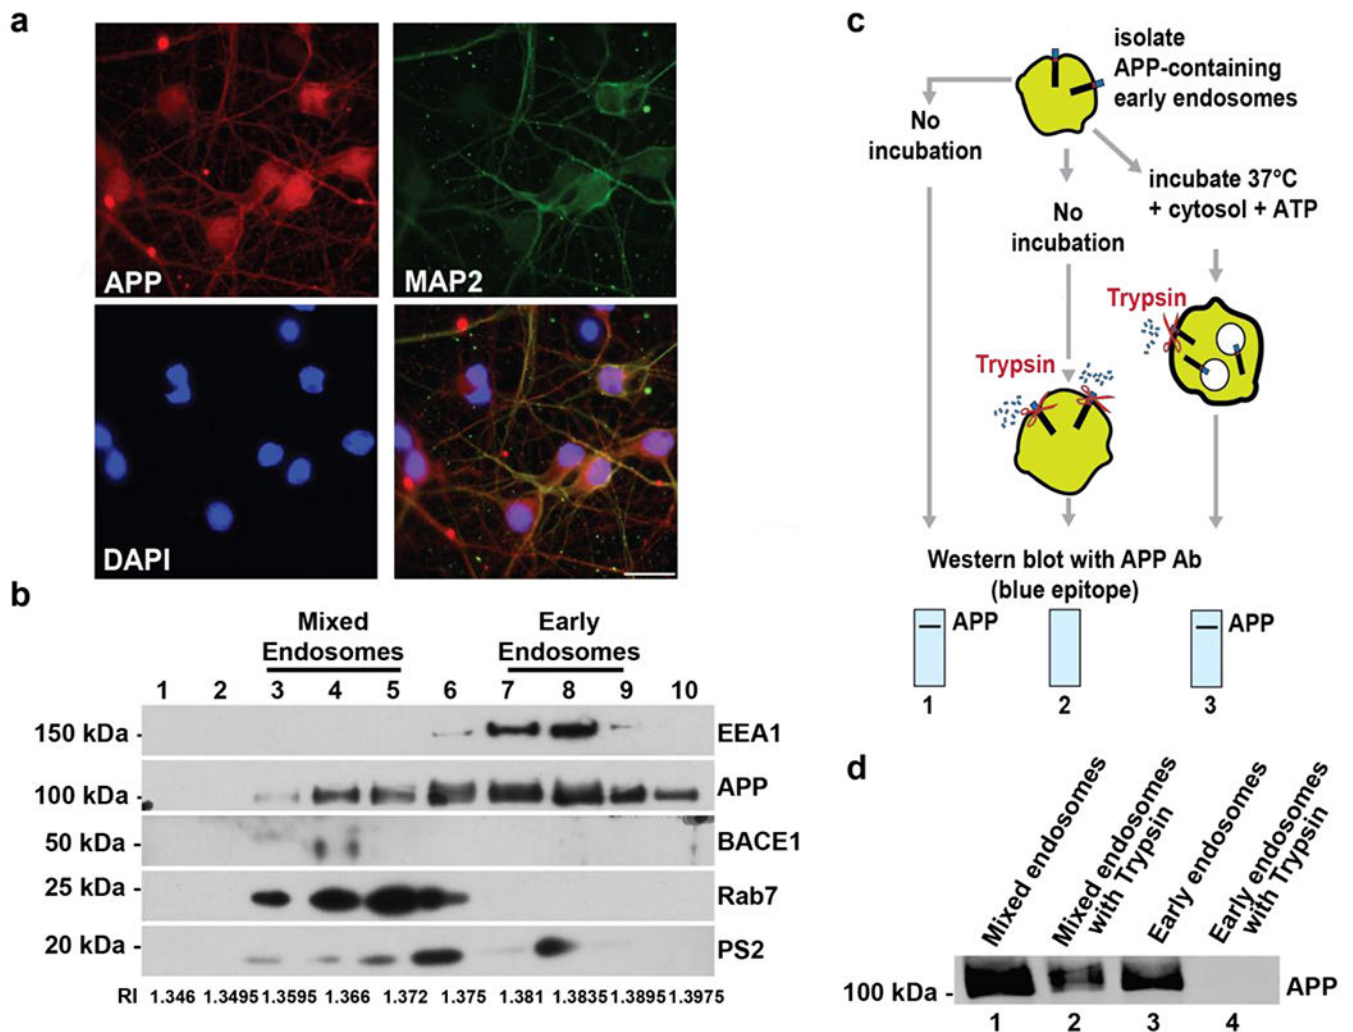 a
APP
MAP2
DAPI
b
Mixed
Endosomes
Early
Endosomes
1 2 3 4 5 6 7 8 9 10
150 kDa - EEA1
100 kDa - APP
50 kDa - BACE1
25 kDa - Rab7
20 kDa - PS2
RI 1.346 1.3495 1.3595 1.366 1.372 1.375 1.381 1.3835 1.3895 1.3975
c
isolate
APP-containing
early endosomes
No
incubation
No
incubation
incubate 37°C
+ cytosol + ATP
Trypsin
Trypsin
Western blot with APP Ab
(blue epitope)
APP
APP
1 2 3
d
Mixed endosomes
Mixed endosomes
with Trypsin
Early endosomes
Early endosomes
with Trypsin
100 kDa - APP
1 2 3 4